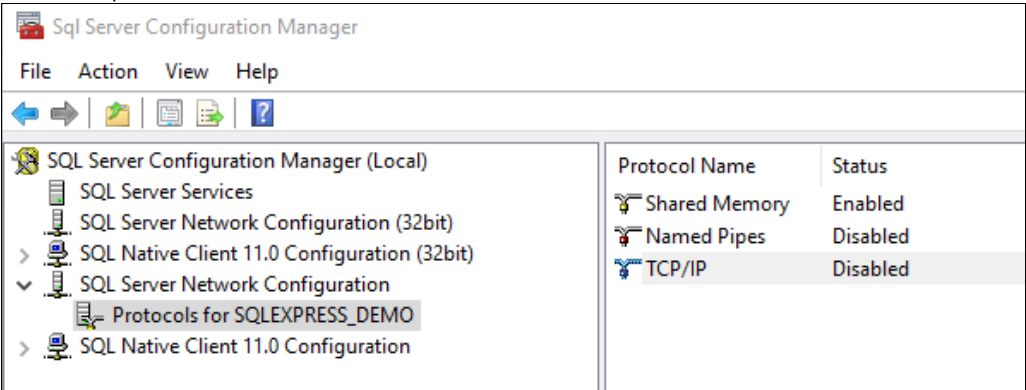 Sql Server Configuration Manager
File Action View Help
SQL Server Configuration Manager (Local)
SQL Server Services
SQL Server Network Configuration (32bit)
SQL Native Client 11.0 Configuration (32bit)
SQL Server Network Configuration
Protocols for SQLEXPRESS_DEMO
SQL Native Client 11.0 Configuration
Protocol Name Status
Shared Memory Enabled
Named Pipes Disabled
TCP/IP Disabled